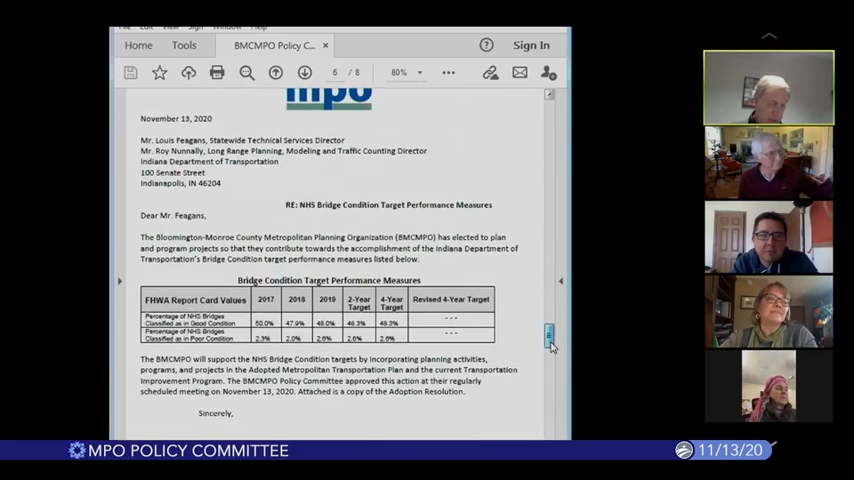 Home Tools BMCMPO Policy C... × Sign In
6 / 8 80%
mpo
November 13, 2020
Mr. Louis Feagans, Statewide Technical Services Director
Mr. Roy Nunnally, Long Range Planning, Modeling and Traffic Counting Director
Indiana Department of Transportation
100 Senate Street
Indianapolis, IN 46204
RE: NHS Bridge Condition Target Performance Measures
Dear Mr. Feagans,
The Bloomington-Monroe County Metropolitan Planning Organization (BMCMPO) has elected to plan
and program projects so that they contribute towards the accomplishment of the Indiana Department of
Transportation's Bridge Condition target performance measures listed below.
Bridge Condition Target Performance Measures
FHWA Report Card Values 2017 2018 2019 2-Year Target 4-Year Target Revised 4-Year Target
Percentage of NHS Bridges
Classified as in Good Condition 50.0% 47.9% 48.0% 48.3% 48.3% - - -
Percentage of NHS Bridges
Classified as in Poor Condition 2.3% 2.0% 2.6% 2.6% 2.6% - - -
The BMCMPO will support the NHS Bridge Condition targets by incorporating planning activities,
programs, and projects in the Adopted Metropolitan Transportation Plan and the current Transportation
Improvement Program. The BMCMPO Policy Committee approved this action at their regularly
scheduled meeting on November 13, 2020. Attached is a copy of the Adoption Resolution.
Sincerely,
MPO POLICY COMMITTEE 11/13/20